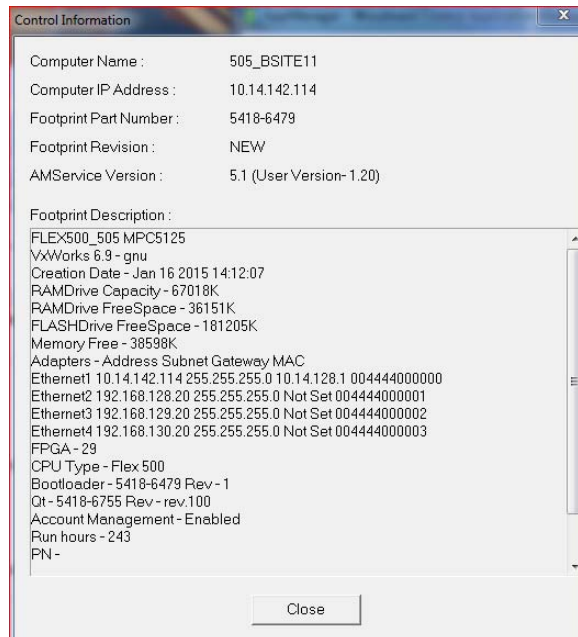 Control Information
Computer Name : 505_BSITE11
Computer IP Address : 10.14.142.114
Footprint Part Number : 5418-6479
Footprint Revision : NEW
AMService Version : 5.1 (User Version- 1.20)
Footprint Description :
FLEX500_505 MPC5125
VxWorks 6.9 - gnu
Creation Date - Jan 16 2015 14:12:07
RAMDrive Capacity - 67018K
RAMDrive FreeSpace - 36151K
FLASHDrive FreeSpace - 181205K
Memory Free - 38598K
Adapters - Address Subnet Gateway MAC
Ethernet1 10.14.142.114 255.255.255.0 10.14.128.1 004444000000
Ethernet2 192.168.128.20 255.255.255.0 Not Set 004444000001
Ethernet3 192.168.129.20 255.255.255.0 Not Set 004444000002
Ethernet4 192.168.130.20 255.255.255.0 Not Set 004444000003
FPGA - 29
CPU Type - Flex 500
Bootloader - 5418-6479 Rev - 1
Qt - 5418-6755 Rev - rev.100
Account Management - Enabled
Run hours - 243
PN -
Close